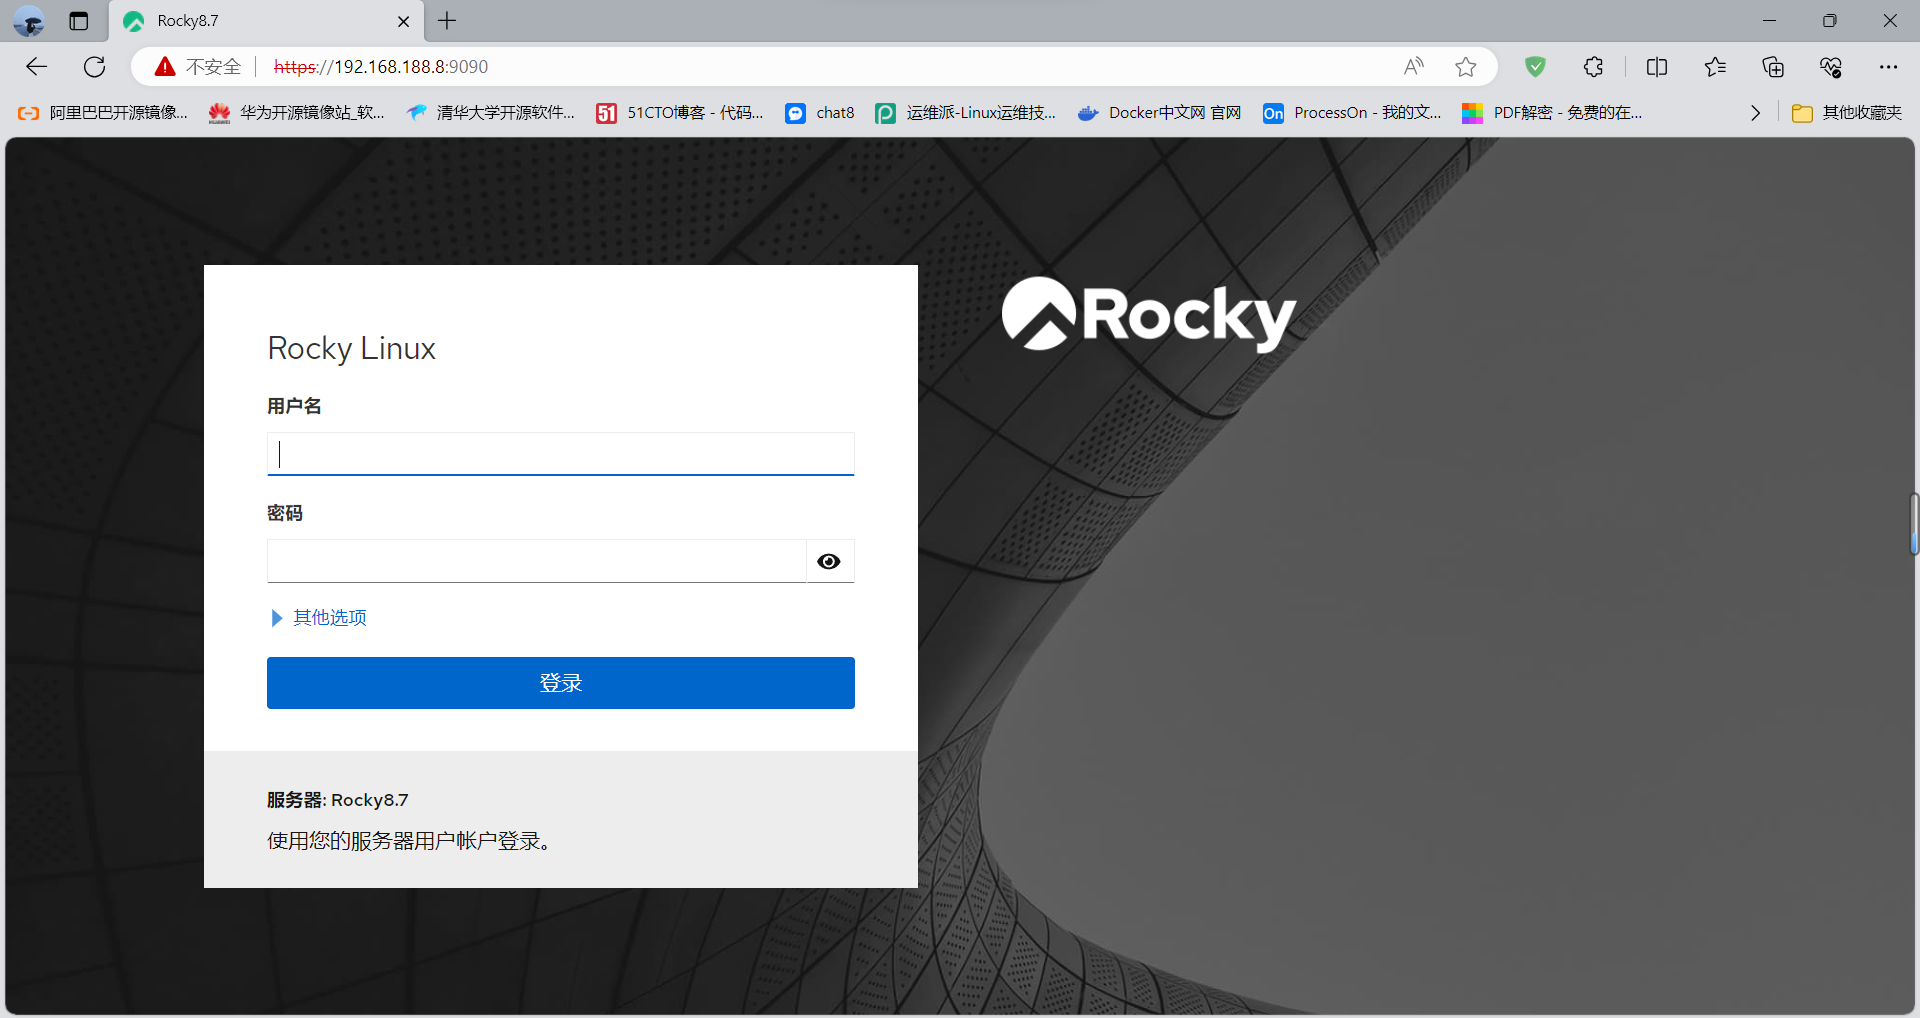 Rocky8.7
不安全
https://192.168.188.8:9090
阿里巴巴开源镜像...
华为开源镜像站_软...
清华大学开源软件...
51CTO博客 - 代码...
chat8
运维派-Linux运维技...
Docker中文网 官网
ProcessOn - 我的文...
PDF解密 - 免费的在...
其他收藏夹
Rocky
Rocky Linux
用户名
密码
其他选项
登录
服务器: Rocky8.7
使用您的服务器用户帐户登录。